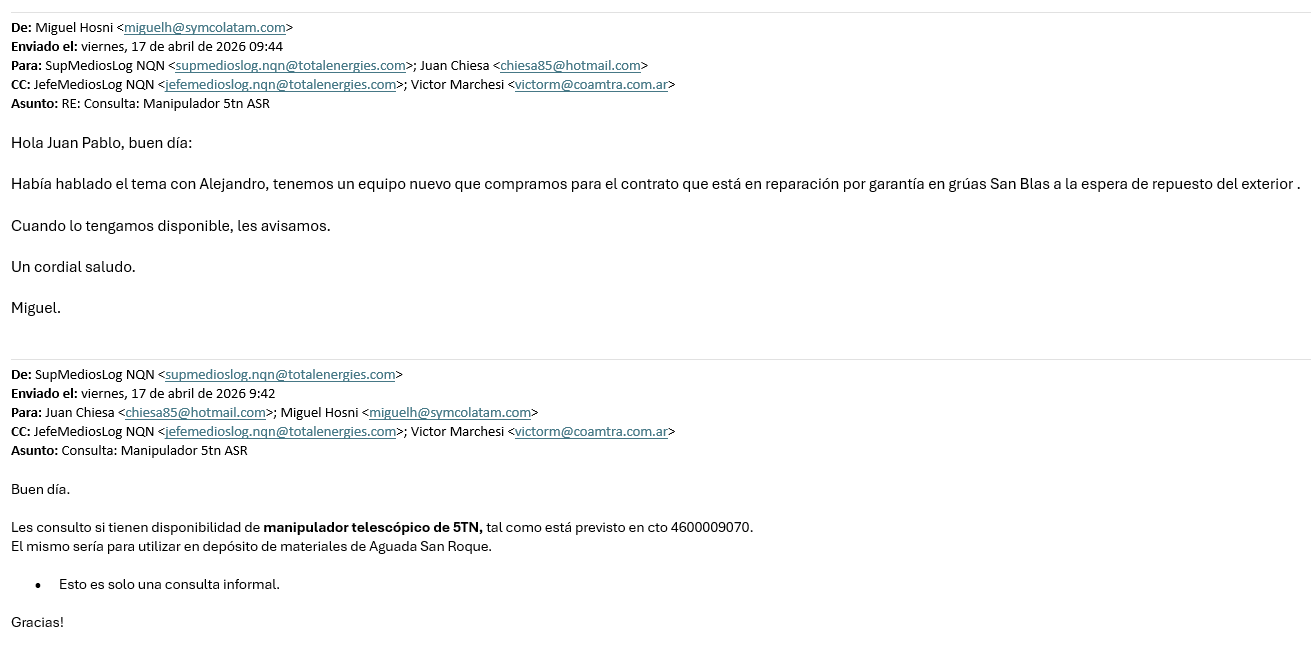 De: Miguel Hosni <miguelh@symcolatam.com>
Enviado el: viernes, 17 de abril de 2026 09:44
Para: SupMediosLog NQN <supmedioslog.nqn@totalenergies.com>; Juan Chiesa <chiesa85@hotmail.com>
CC: JefeMediosLog NQN <jefemedioslog.nqn@totalenergies.com>; Victor Marchesi <victorm@coamtra.com.ar>
Asunto: RE: Consulta: Manipulador 5tn ASR
Hola Juan Pablo, buen día:
Había hablado el tema con Alejandro, tenemos un equipo nuevo que compramos para el contrato que está en reparación por garantía en grúas San Blas a la espera de repuesto del exterior .
Cuando lo tengamos disponible, les avisamos.
Un cordial saludo.
Miguel.
De: SupMediosLog NQN <supmedioslog.nqn@totalenergies.com>
Enviado el: viernes, 17 de abril de 2026 9:42
Para: Juan Chiesa <chiesa85@hotmail.com>; Miguel Hosni <miguelh@symcolatam.com>
CC: JefeMediosLog NQN <jefemedioslog.nqn@totalenergies.com>; Victor Marchesi <victorm@coamtra.com.ar>
Asunto: Consulta: Manipulador 5tn ASR
Buen día.
Les consulto si tienen disponibilidad de manipulador telescópico de 5TN, tal como está previsto en cto 4600009070.
El mismo sería para utilizar en depósito de materiales de Aguada San Roque.
• Esto es solo una consulta informal.
Gracias!